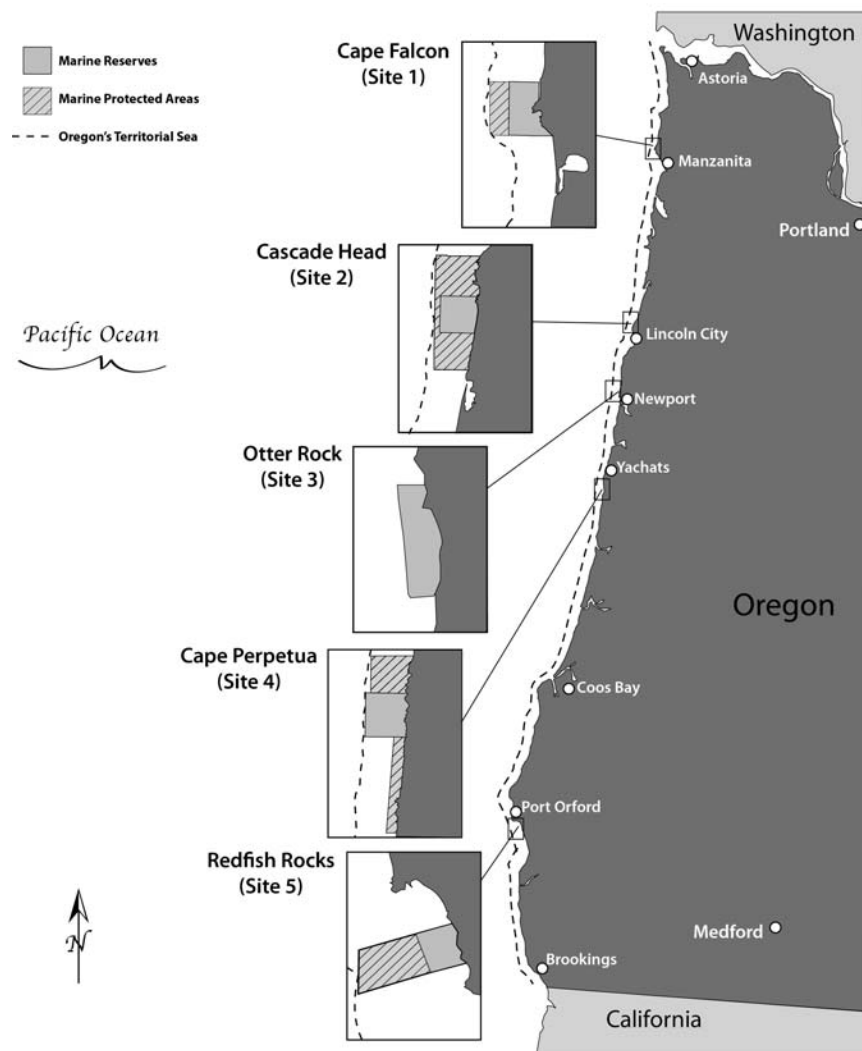 Marine Reserves
Marine Protected Areas
Oregon's Territorial Sea
Cape Falcon
(Site 1)
Washington
Astoria
Manzanita
Portland
Cascade Head
(Site 2)
Pacific Ocean
Lincoln City
Newport
Otter Rock
(Site 3)
Yachats
Oregon
Cape Perpetua
(Site 4)
Coos Bay
Port Orford
Redfish Rocks
(Site 5)
N
Medford
Brookings
California